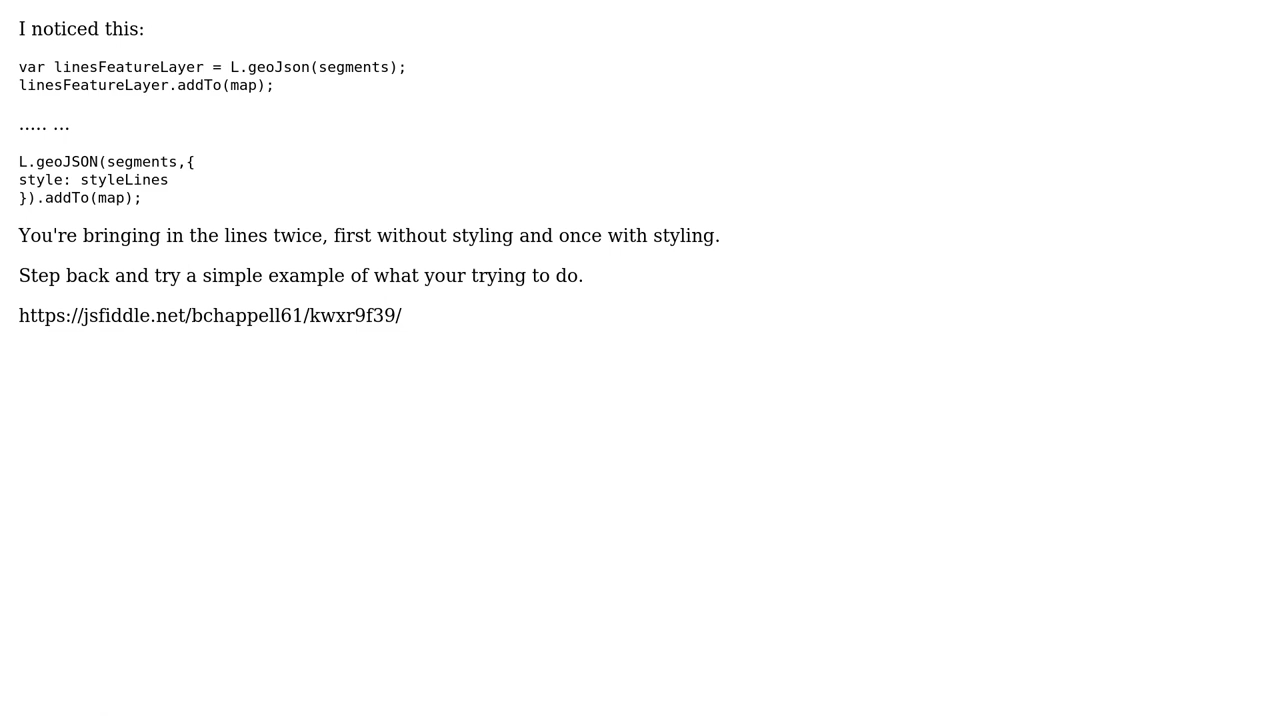 I noticed this:
var linesFeatureLayer = L.geoJson(segments);
linesFeatureLayer.addTo(map);
..... ...
L.geoJSON(segments,{
style: styleLines
}).addTo(map);
You're bringing in the lines twice, first without styling and once with styling.
Step back and try a simple example of what your trying to do.
https://jsfiddle.net/bchappell61/kwxr9f39/